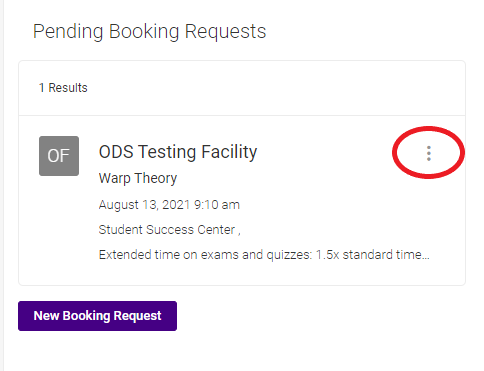 Pending Booking Requests
1 Results
OF
ODS Testing Facility
Warp Theory
August 13, 2021 9:10 am
Student Success Center ,
Extended time on exams and quizzes: 1.5x standard time...
New Booking Request